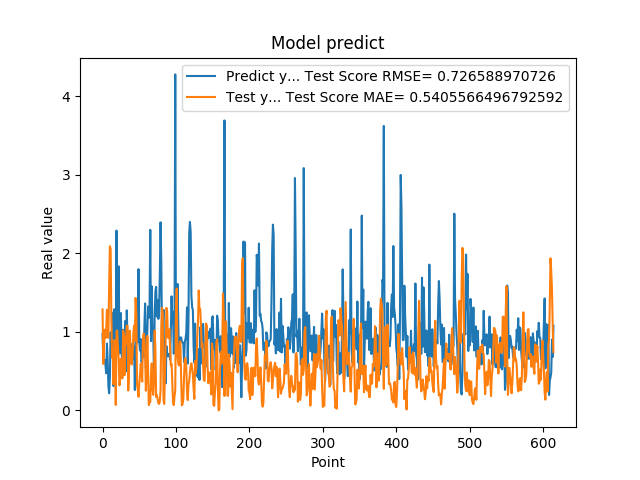 Model predict
Predict y... Test Score RMSE= 0.726588970726
Test y... Test Score MAE= 0.5405566496792592
Real value
4
3
2
1
0
0 100 200 300 400 500 600
Point